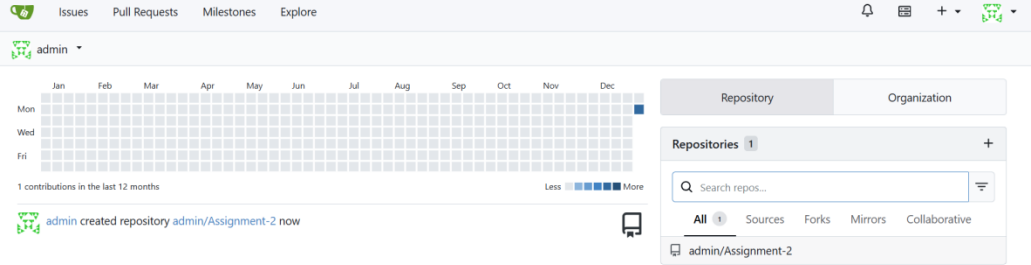 Issues Pull Requests Milestones Explore
admin
Jan Feb Mar Apr May Jun Jul Aug Sep Oct Nov Dec
Mon
Wed
Fri
1 contributions in the last 12 months Less More
admin created repository admin/Assignment-2 now
Repository Organization
Repositories 1
Search repos...
All 1 Sources Forks Mirrors Collaborative
admin/Assignment-2